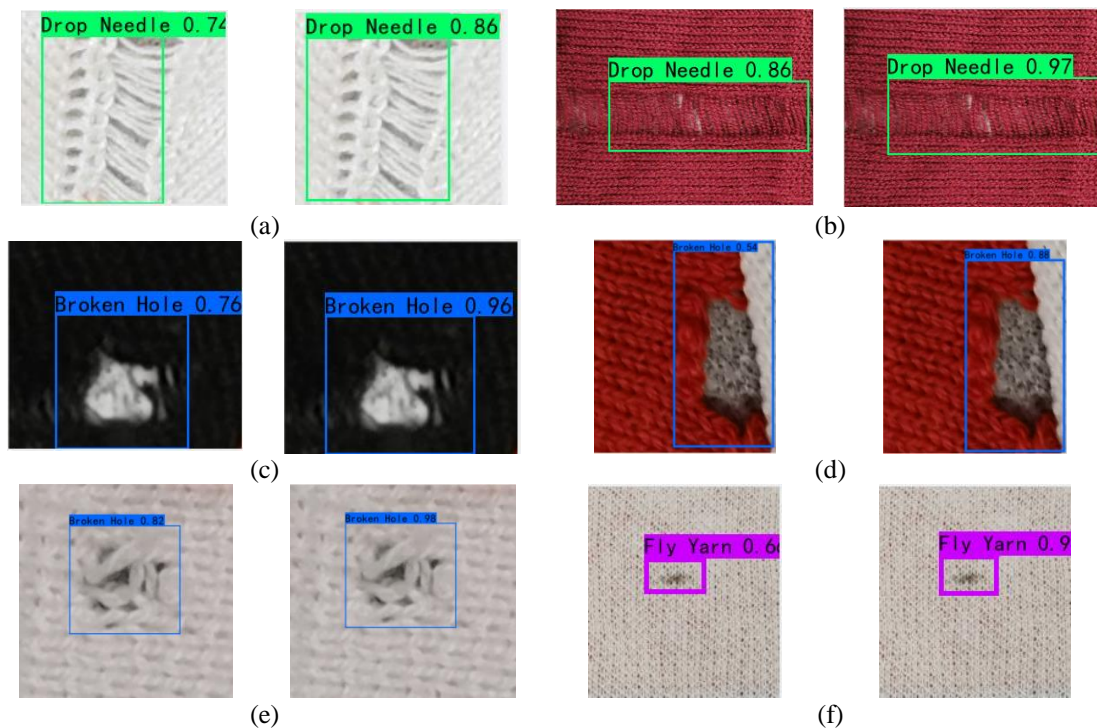 Drop Needle 0.74
Drop Needle 0.86
Drop Needle 0.86
Drop Needle 0.97
(a)
(b)
Broken Hole 0.76
Broken Hole 0.96
Broken Hole 0.54
Broken Hole 0.88
(c)
(d)
Broken Hole 0.82
Broken Hole 0.98
Fly Yarn
Fly Yarn
(e)
(f)